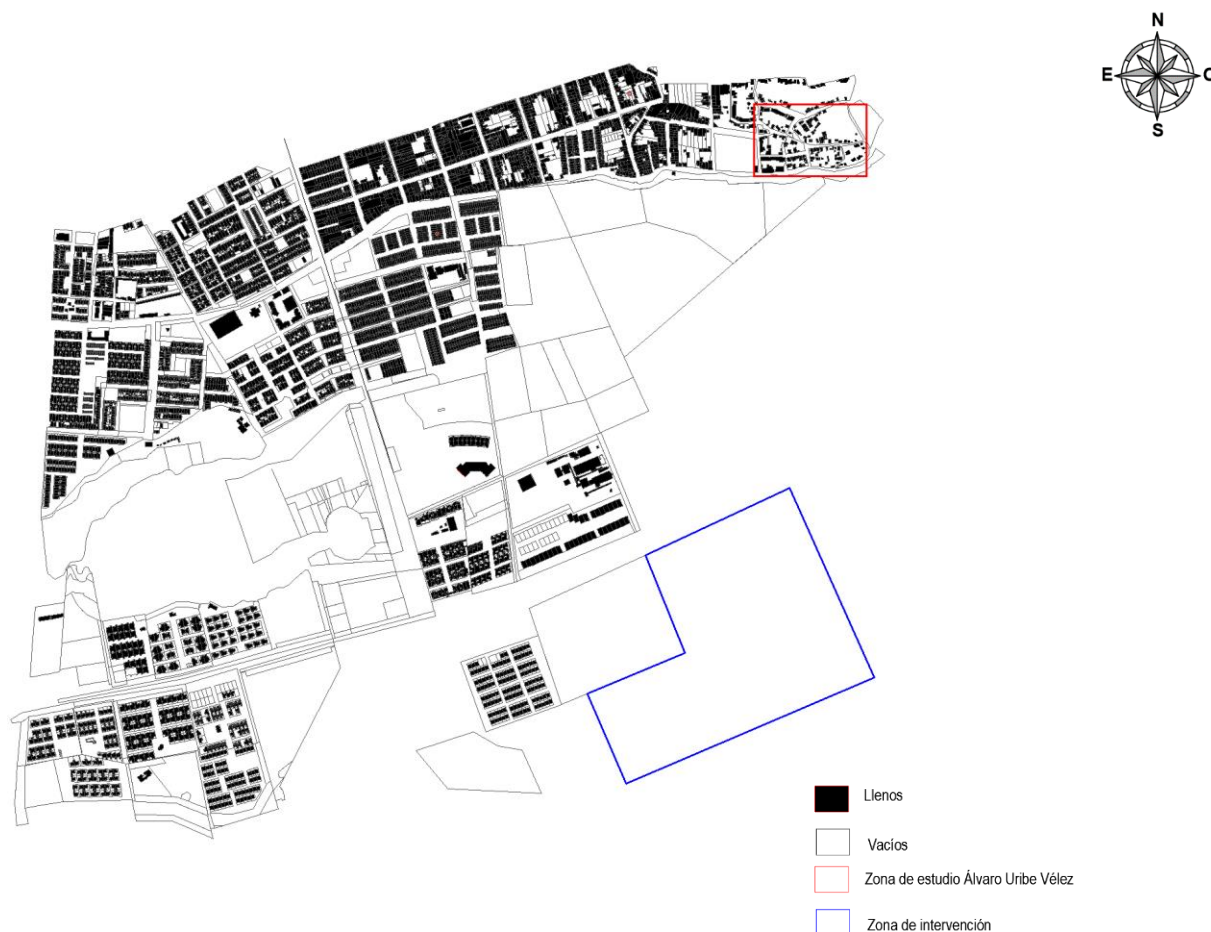 N
E
O
S
Llenos
Vacíos
Zona de estudio Álvaro Uribe Vélez
Zona de intervención